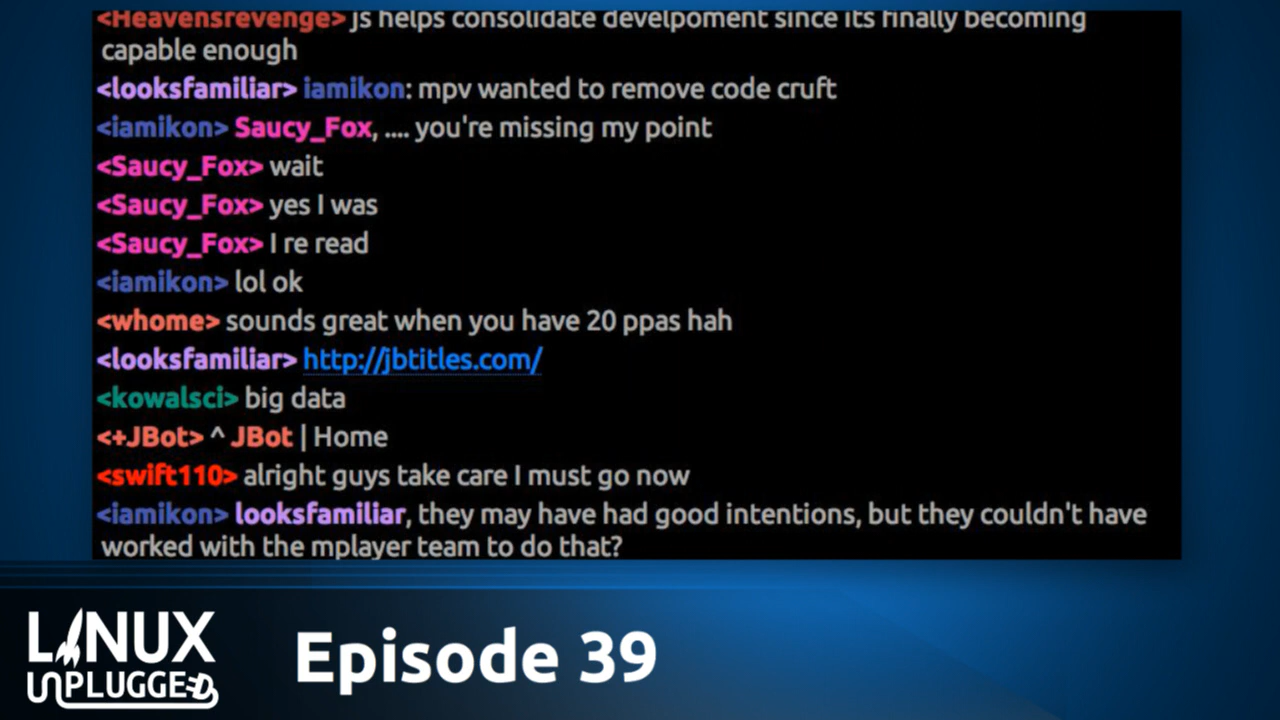 <Heavensrevenge> js helps consolidate develpoment since its finally becoming
capable enough
<looksfamiliar> iamikon: mpv wanted to remove code cruft
<iamikon> Saucy_Fox, .... you're missing my point
<Saucy_Fox> wait
<Saucy_Fox> yes I was
<Saucy_Fox> I re read
<iamikon> lol ok
<whome> sounds great when you have 20 ppas hah
<looksfamiliar> http://jbtitles.com/
<kowalsci> big data
<+JBot> ^ JBot | Home
<swift110> alright guys take care I must go now
<iamikon> looksfamiliar, they may have had good intentions, but they couldn't have
worked with the mplayer team to do that?
LINUX
UNPLUGGED
Episode 39